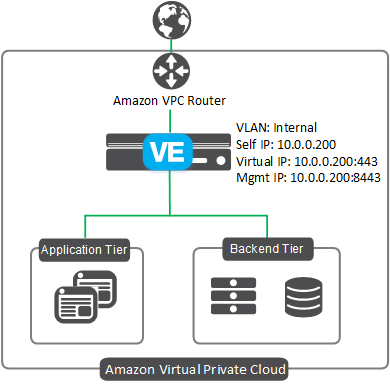 Amazon VPC Router
VE
VLAN: Internal
Self IP: 10.0.0.200
Virtual IP: 10.0.0.200:443
Mgmt IP: 10.0.0.200:8443
Application Tier
Backend Tier
Amazon Virtual Private Cloud